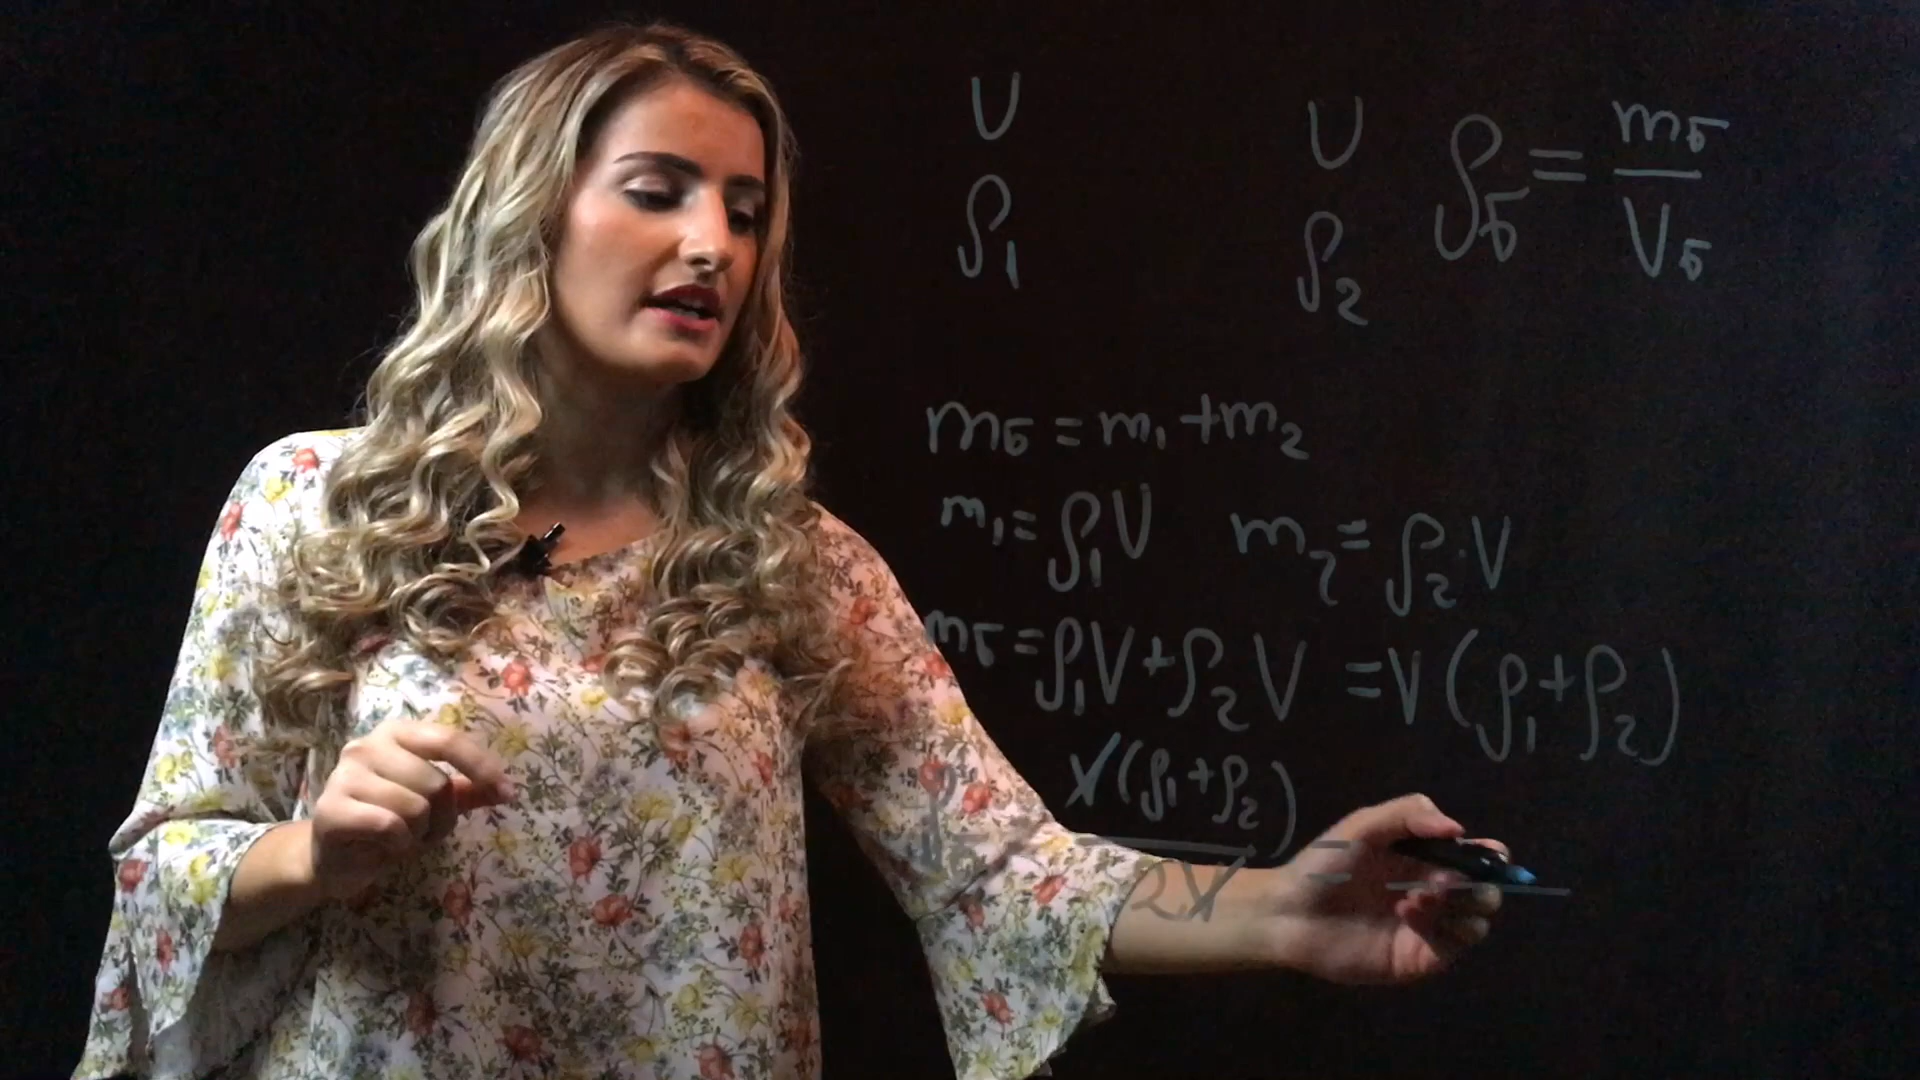 V V ρб = mб / Vб
ρ1 ρ2
mб = m1 + m2
m1 = ρ1V m2 = ρ2·V
mб = ρ1V + ρ2V = V(ρ1 + ρ2)
ρб = V(ρ1 + ρ2) / 2V =